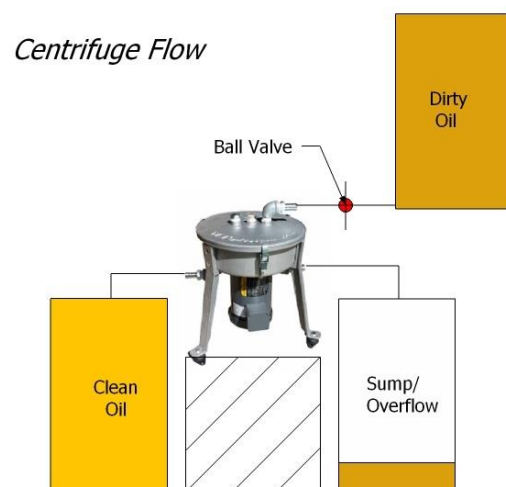 Centrifuge Flow
Dirty
Oil
Ball Valve
Clean
Oil
Sump/
Overflow